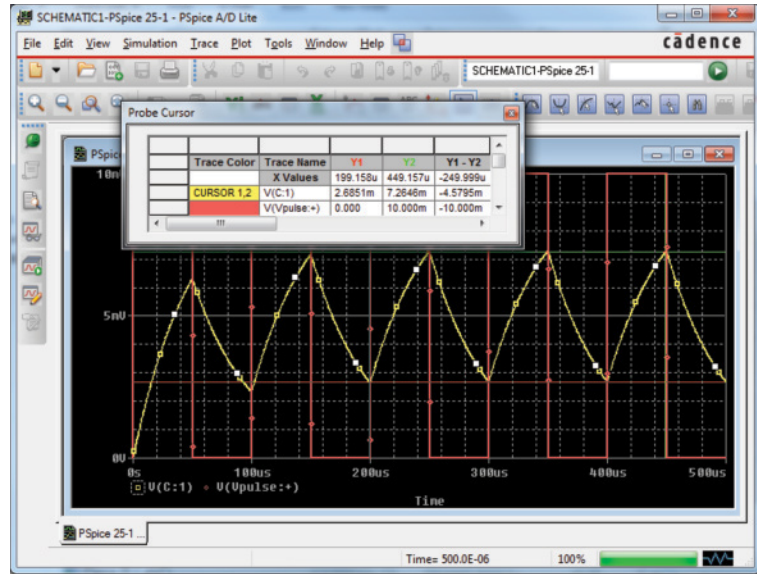 SCHEMATIC1-PSpice 25-1 - PSpice A/D Lite
File Edit View Simulation Trace Plot Tools Window Help
cādence
SCHEMATIC1-PSpice 25-1
Probe Cursor
Trace Color Trace Name Y1 Y2 Y1 - Y2
X Values 199.158u 449.157u -249.999u
CURSOR 1,2 V(C:1) 2.6851m 7.2646m -4.5795m
V(Vpulse:+) 0.000 10.000m -10.000m
5mV
0V
0s 100us 200us 300us 400us 500us
V(C:1) V(Vpulse:+)
Time
PSpice 25-1 ...
Time= 500.0E-06 100%